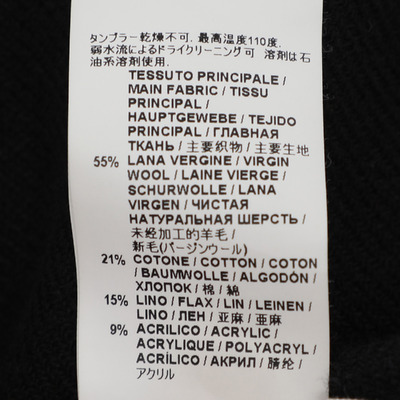 タンブラー乾燥不可. 最高温度110度.
弱水流によるドライクリーニング可 溶剤は石
油系溶剤使用.
TESSUTO PRINCIPALE /
MAIN FABRIC / TISSU
PRINCIPAL /
HAUPTGEWEBE / TEJIDO
PRINCIPAL / ГЛАВНАЯ
ТКАНЬ / 主要織物 / 主要生地
55% LANA VERGINE / VIRGIN
WOOL / LAINE VIERGE /
SCHURWOLLE / LANA
VIRGEN / ЧИСТАЯ
НАТУРАЛЬНАЯ ШЕРСТЬ /
未经加工的羊毛 /
新毛(バージンウール)
21% COTONE / COTTON / COTON
/ BAUMWOLLE / ALGODÓN /
ХЛОПОК / 棉 / 綿
15% LINO / FLAX / LIN / LEINEN /
LINO / ЛЕН / 亚麻 / 亜麻
9% ACRILICO / ACRYLIC /
ACRYLIQUE / POLYACRYL /
ACRÍLICO / АКРИЛ / 腈纶 /
アクリル